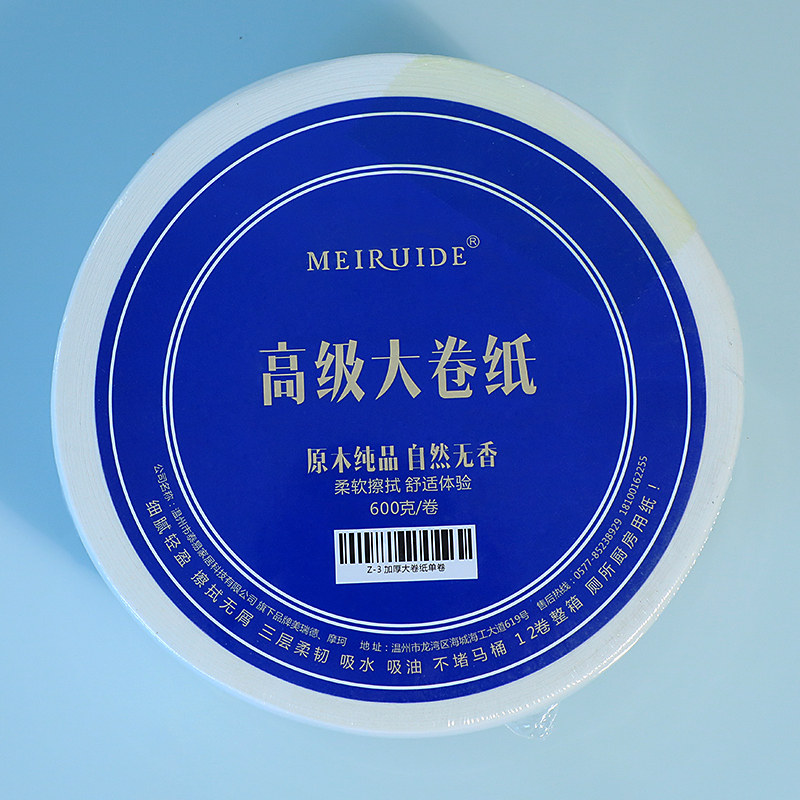 MEIRUIDE®
高级大卷纸
原木纯品 自然无香
柔软擦拭 舒适体验
600克/卷
Z-3 加厚大卷纸单卷
公司名称：温州市泰易家居科技有限公司 旗下品牌美瑞德、摩珂 地址：温州市龙湾区海城海工大道619号 售后热线：0577-85238929 18100162255
细腻轻盈 擦拭无屑 三层柔韧 吸水 吸油 不堵马桶 12卷整箱 厕所厨房用纸！